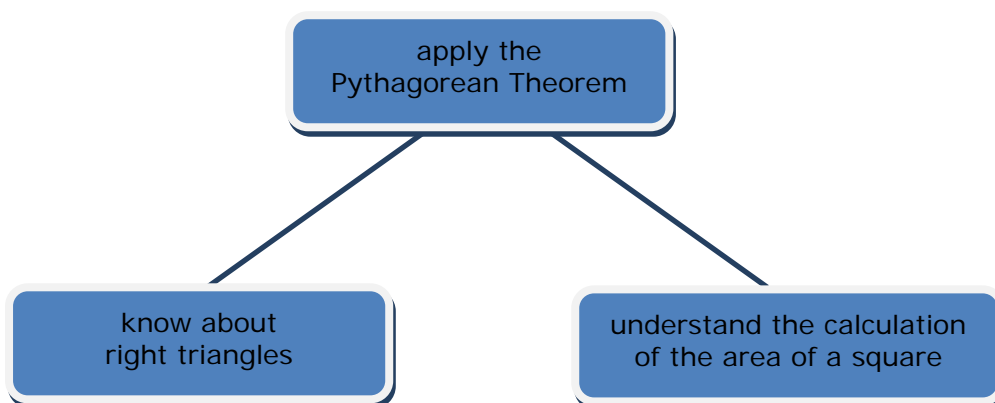 apply the
Pythagorean Theorem
know about
right triangles
understand the calculation
of the area of a square